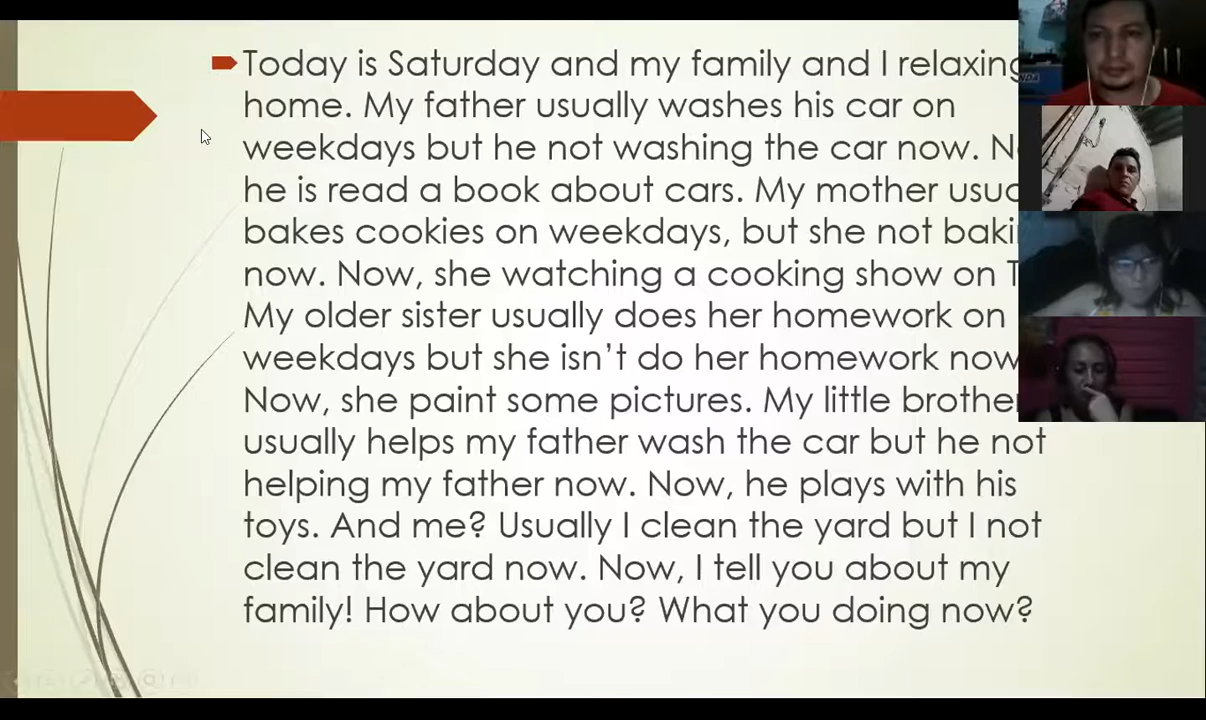 Today is Saturday and my family and I relaxing
home. My father usually washes his car on
weekdays but he not washing the car now.
he is read a book about cars. My mother
bakes cookies on weekdays, but she not
now. Now, she watching a cooking show on
My older sister usually does her homework on
weekdays but she isn't do her homework now
Now, she paint some pictures. My little brother
usually helps my father wash the car but he not
helping my father now. Now, he plays with his
toys. And me? Usually I clean the yard but I not
clean the yard now. Now, I tell you about my
family! How about you? What you doing now?